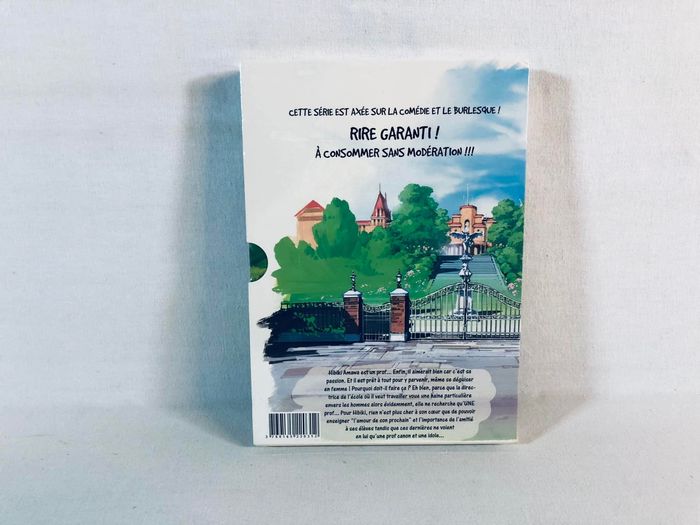 CETTE SÉRIE EST AXÉE SUR LA COMÉDIE ET LE BURLESQUE !
RIRE GARANTI !
À CONSOMMER SANS MODÉRATION !!!
Hibiki Amawa est un prof... Enfin, il aimerait bien car c'est sa
passion. Et il est prêt à tout pour y parvenir, même se déguiser
en femme ! Pourquoi doit-il faire ça ? Eh bien, parce que la direc-
trice de l'école où il veut travailler voue une haine particulière
envers les hommes alors évidemment, elle ne recherche qu'UNE
prof... Pour Hibiki, rien n'est plus cher à son cœur que de pouvoir
enseigner "l'amour de son prochain" et l'importance de l'amitié
à ces élèves tandis que ces dernières ne voient
en lui qu'une prof canon et une idole...